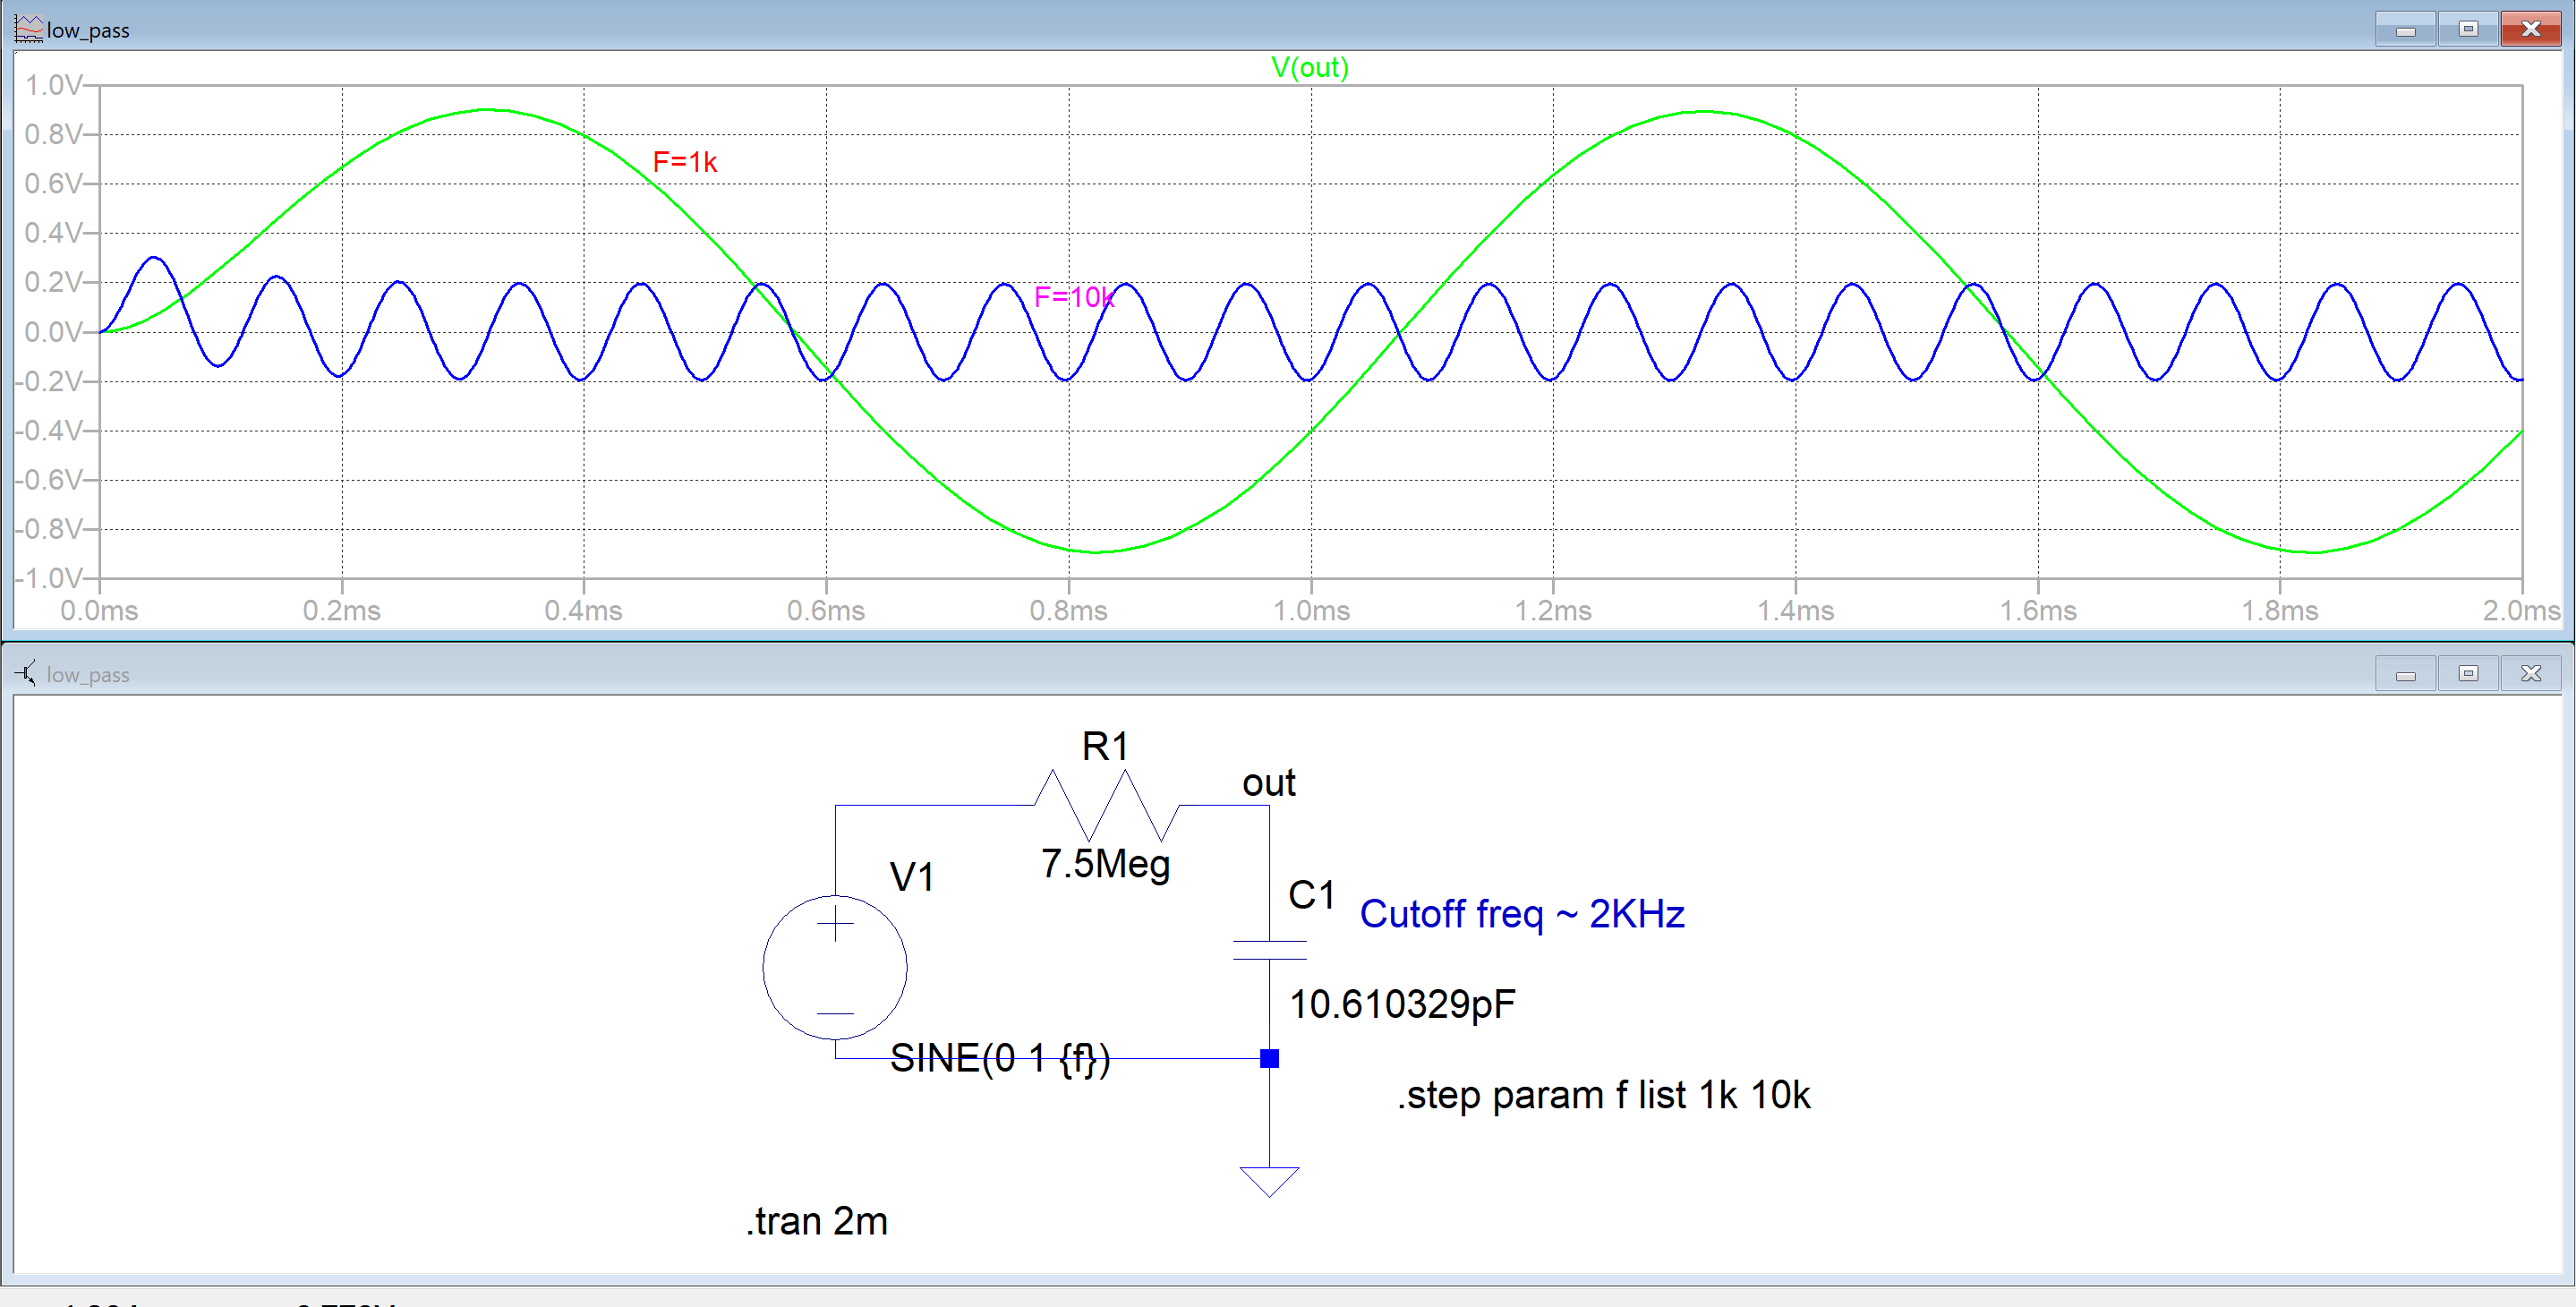 low_pass
V(out)
1.0V
0.8V
F=1k
0.6V
0.4V
0.2V
F=10k
0.0V
-0.2V
-0.4V
-0.6V
-0.8V
-1.0V
0.0ms 0.2ms 0.4ms 0.6ms 0.8ms 1.0ms 1.2ms 1.4ms 1.6ms 1.8ms 2.0ms
low_pass
R1
out
7.5Meg
V1
C1
Cutoff freq ~ 2KHz
10.610329pF
SINE(0 1 {f})
.step param f list 1k 10k
.tran 2m